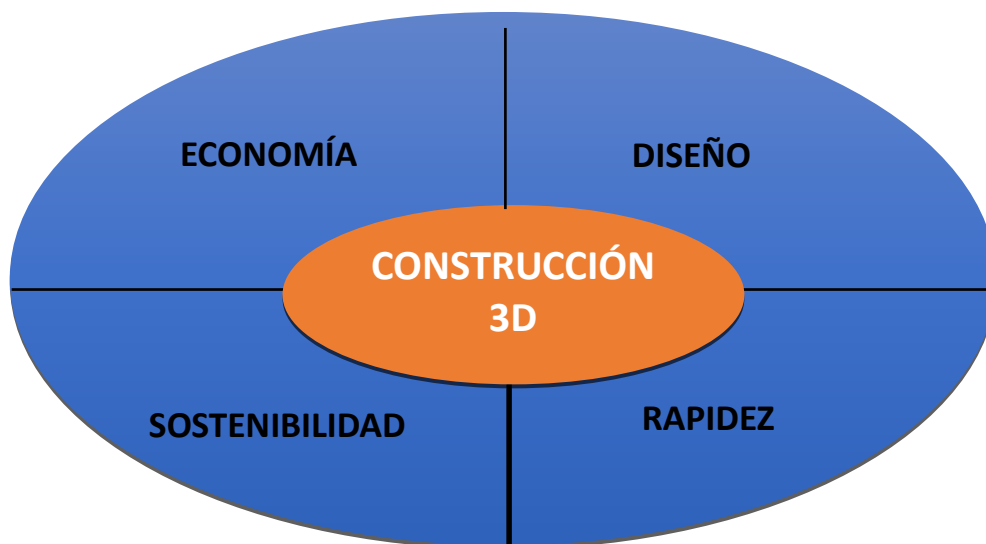 ECONOMÍA
DISEÑO
CONSTRUCCIÓN
3D
SOSTENIBILIDAD
RAPIDEZ